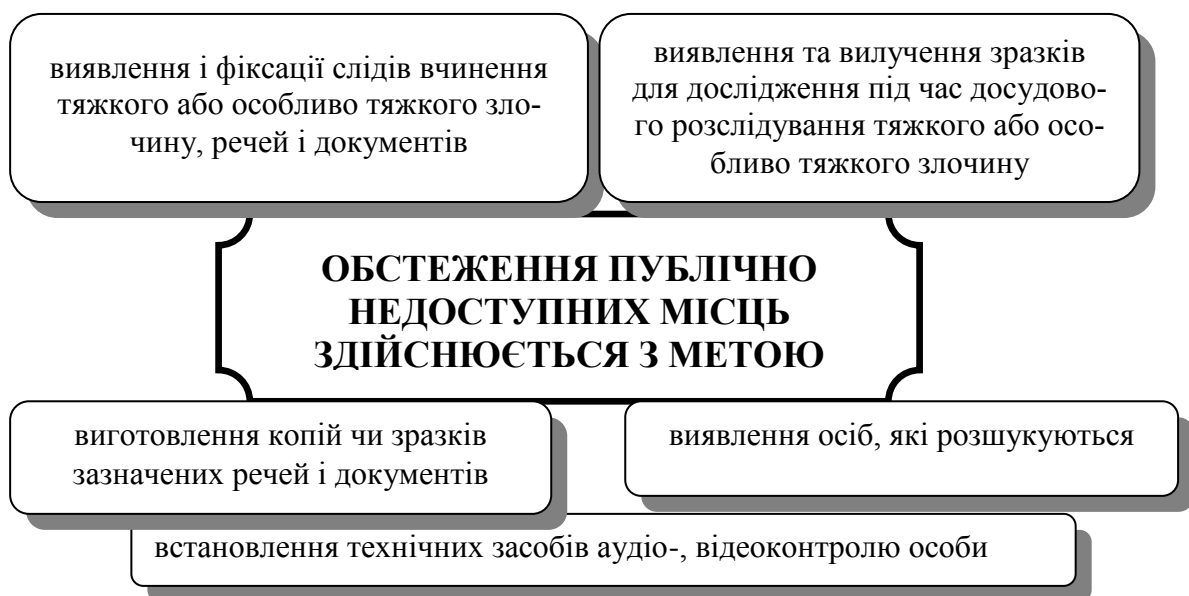 виявлення і фіксації слідів вчинення
тяжкого або особливо тяжкого зло-
чину, речей і документів
виявлення та вилучення зразків
для дослідження під час досудово-
го розслідування тяжкого або осо-
бливо тяжкого злочину
ОБСТЕЖЕННЯ ПУБЛІЧНО
НЕДОСТУПНИХ МІСЦЬ
ЗДІЙСНЮЄТЬСЯ З МЕТОЮ
виготовлення копій чи зразків
зазначених речей і документів
виявлення осіб, які розшукуються
встановлення технічних засобів аудіо-, відеоконтролю особи